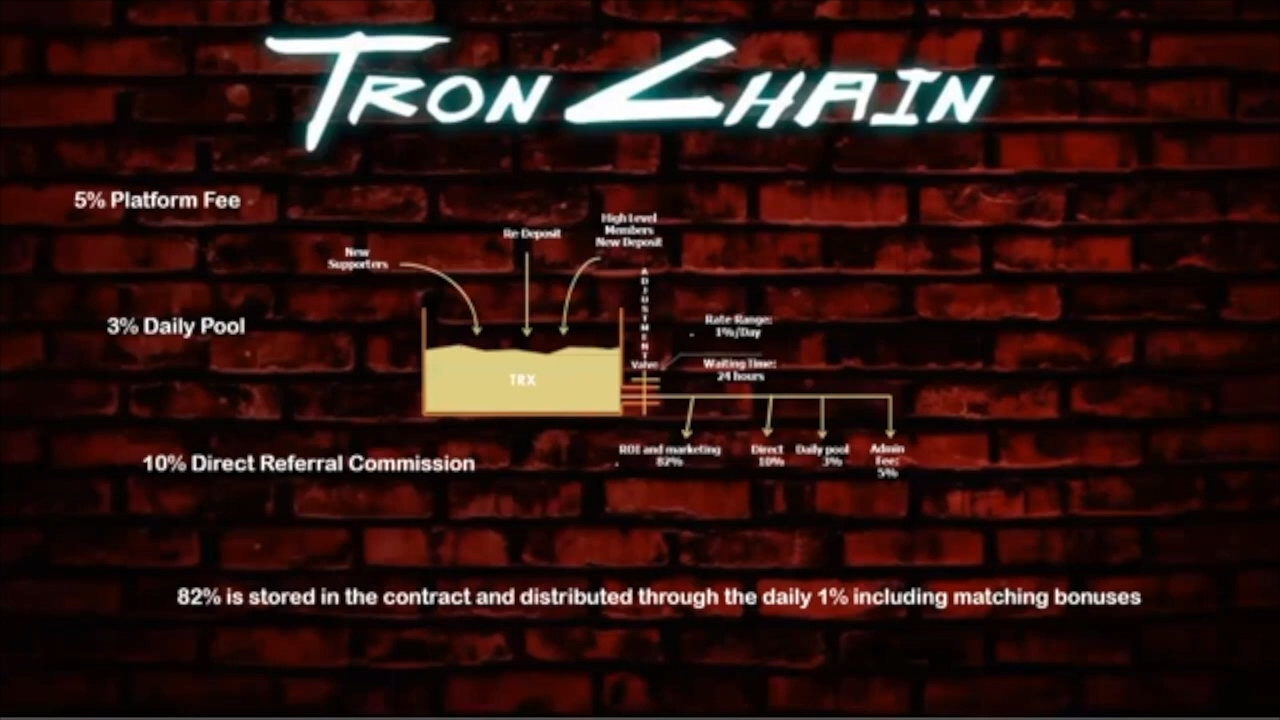 TRON CHAIN
5% Platform Fee
High Level
Members
New Deposit
Re-Deposit
New
Supporters
ADJUSTMENT
3% Daily Pool
Rate Range:
1%/Day
Valve
Waiting Time:
24 hours
TRX
ROI and marketing
82%
Direct
10%
Daily pool
3%
Admin
Fee:
5%
10% Direct Referral Commission
82% is stored in the contract and distributed through the daily 1% including matching bonuses